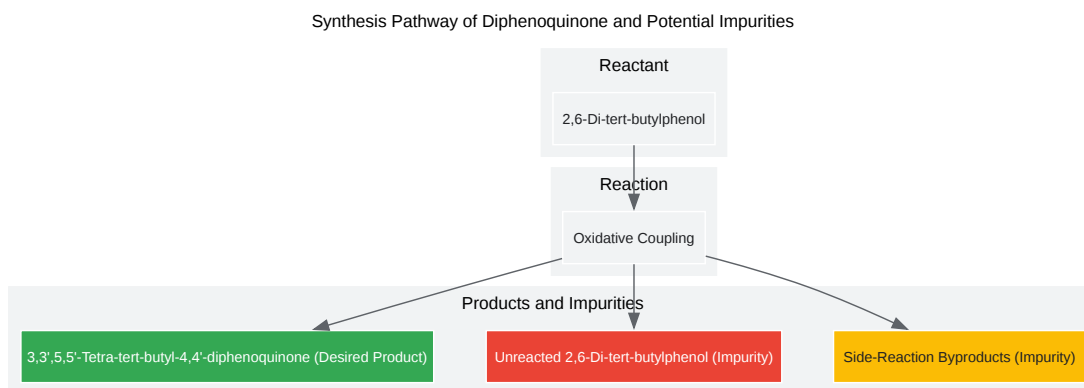 Synthesis Pathway of Diphenoquinone and Potential Impurities
Reactant
2,6-Di-tert-butylphenol
Reaction
Oxidative Coupling
Products and Impurities
3,3',5,5'-Tetra-tert-butyl-4,4'-diphenoquinone (Desired Product)
Unreacted 2,6-Di-tert-butylphenol (Impurity)
Side-Reaction Byproducts (Impurity)